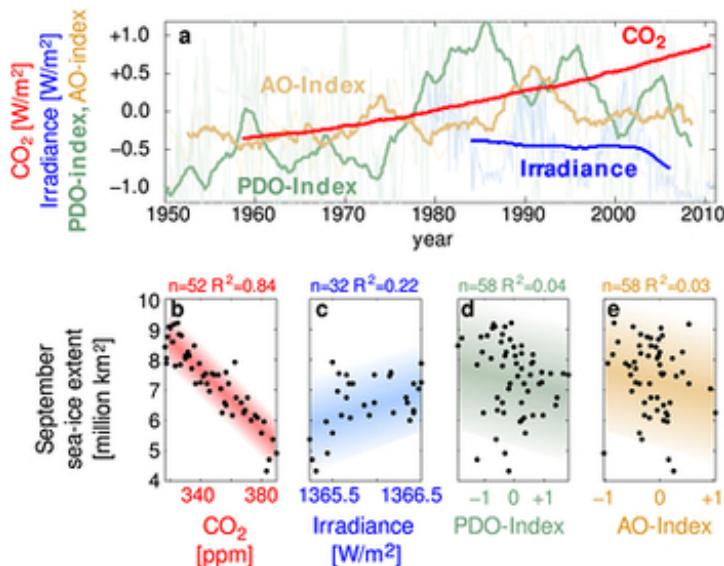 CO₂ [W/m²]
Irradiance [W/m²]
PDO-index, AO-index
+1.0
+0.5
0.0
−0.5
−1.0
a
CO₂
AO-Index
PDO-Index
Irradiance
1950 1960 1970 1980 1990 2000 2010
year
n=52 R²=0.84 n=32 R²=0.22 n=58 R²=0.04 n=58 R²=0.03
b c d e
September
sea-ice extent
[million km²]
10
9
8
7
6
5
4
340 380 1365.5 1366.5 −1 0 +1 −1 0 +1
CO₂ Irradiance PDO-Index AO-Index
[ppm] [W/m²]